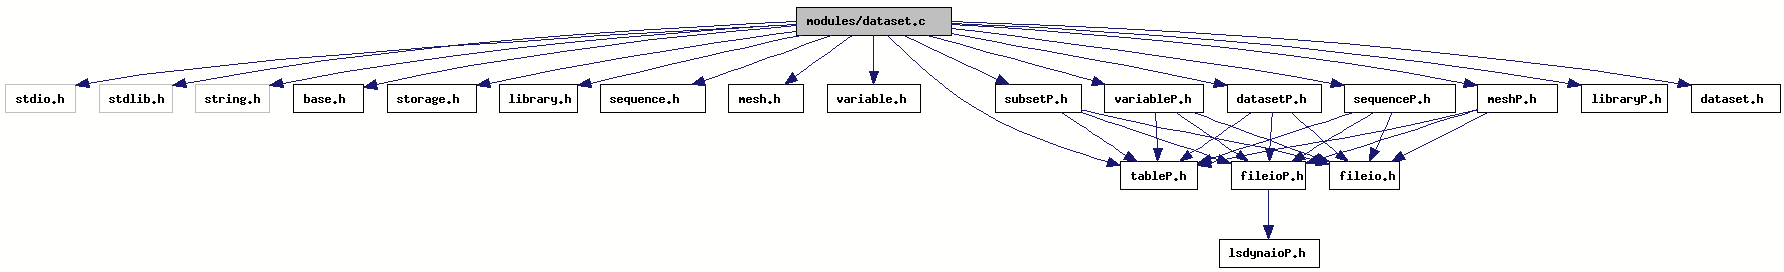 modules/dataset.c
stdio.h
stdlib.h
string.h
base.h
storage.h
library.h
sequence.h
mesh.h
variable.h
subsetP.h
variableP.h
datasetP.h
sequenceP.h
meshP.h
libraryP.h
dataset.h
tableP.h
fileioP.h
fileio.h
lsdynaioP.h